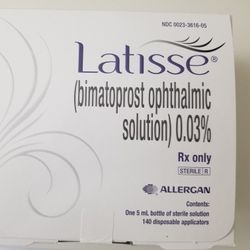 NDC 0023-3616-05
LATISSE®
(bimatoprost ophthalmic
solution) 0.03%
Rx only
STERILE R
ALLERGAN
Contents:
One 5 mL bottle of sterile solution
140 disposable applicators